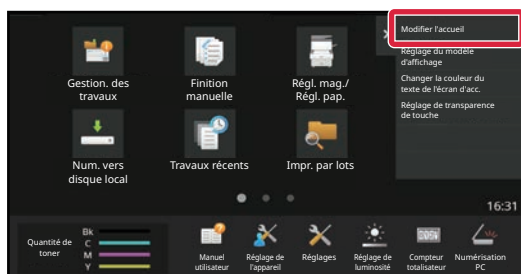 Modifier l'accueil
Réglage du modèle
d'affichage
Changer la couleur du
texte de l'écran d'acc.
Réglage de transparence
de touche
Gestion. des
travaux
Finition
manuelle
Régl. mag./
Régl. pap.
Num. vers
disque local
Travaux récents
Impr. par lots
16:31
Quantité de
toner
Bk
C
M
Y
Manuel
utilisateur
Réglage de
l'appareil
Réglages
Réglage de
luminosité
Compteur
totalisateur
Numérisation
PC